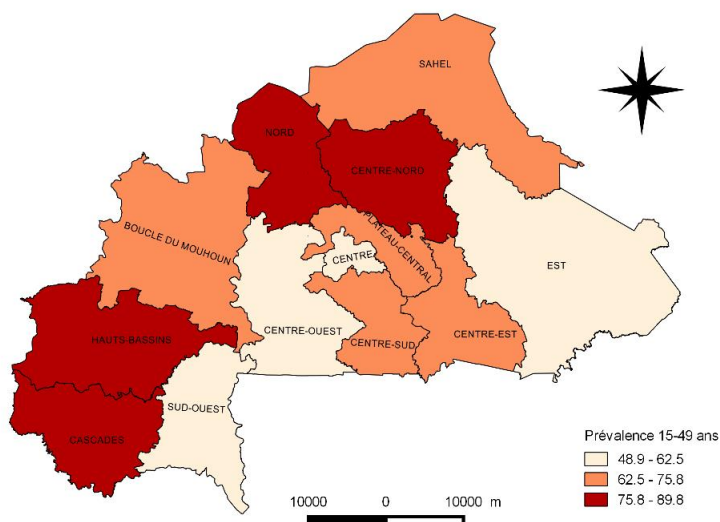 SAHEL
NORD
CENTRE-NORD
BOUCLE DU MOUHOUN
PLATEAU-CENTRAL
CENTRE
EST
HAUTS-BASSINS
CENTRE-OUEST
CENTRE-SUD
CENTRE-EST
SUD-OUEST
CASCADES
Prévalence 15-49 ans
48.9 - 62.5
62.5 - 75.8
75.8 - 89.8
10000 0 10000 m